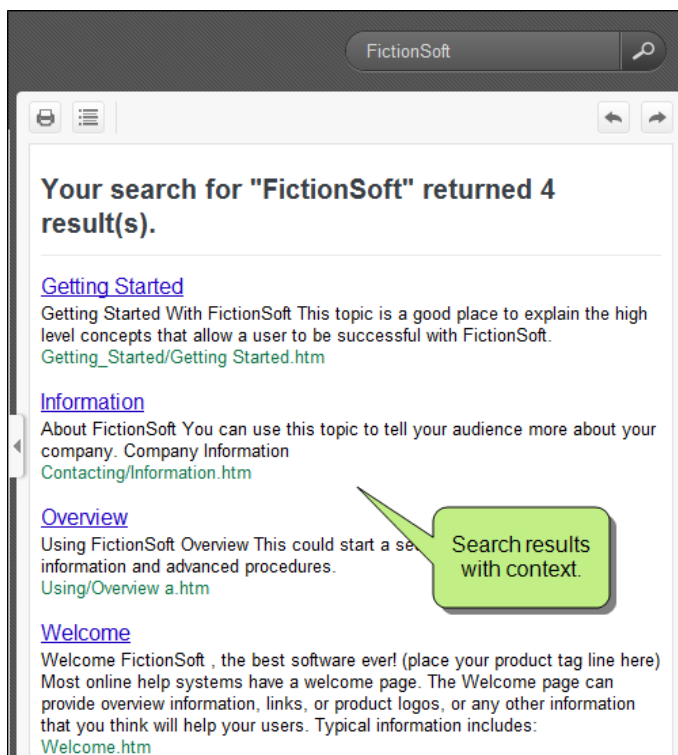 FictionSoft
Your search for "FictionSoft" returned 4
result(s).
Getting Started
Getting Started With FictionSoft This topic is a good place to explain the high
level concepts that allow a user to be successful with FictionSoft.
Getting_Started/Getting Started.htm
Information
About FictionSoft You can use this topic to tell your audience more about your
company. Company Information
Contacting/Information.htm
Overview
Using FictionSoft Overview This could start a
information and advanced procedures.
Using/Overview a.htm
Search results
with context.
Welcome
Welcome FictionSoft , the best software ever! (place your product tag line here)
Most online help systems have a welcome page. The Welcome page can
provide overview information, links, or product logos, or any other information
that you think will help your users. Typical information includes:
Welcome.htm